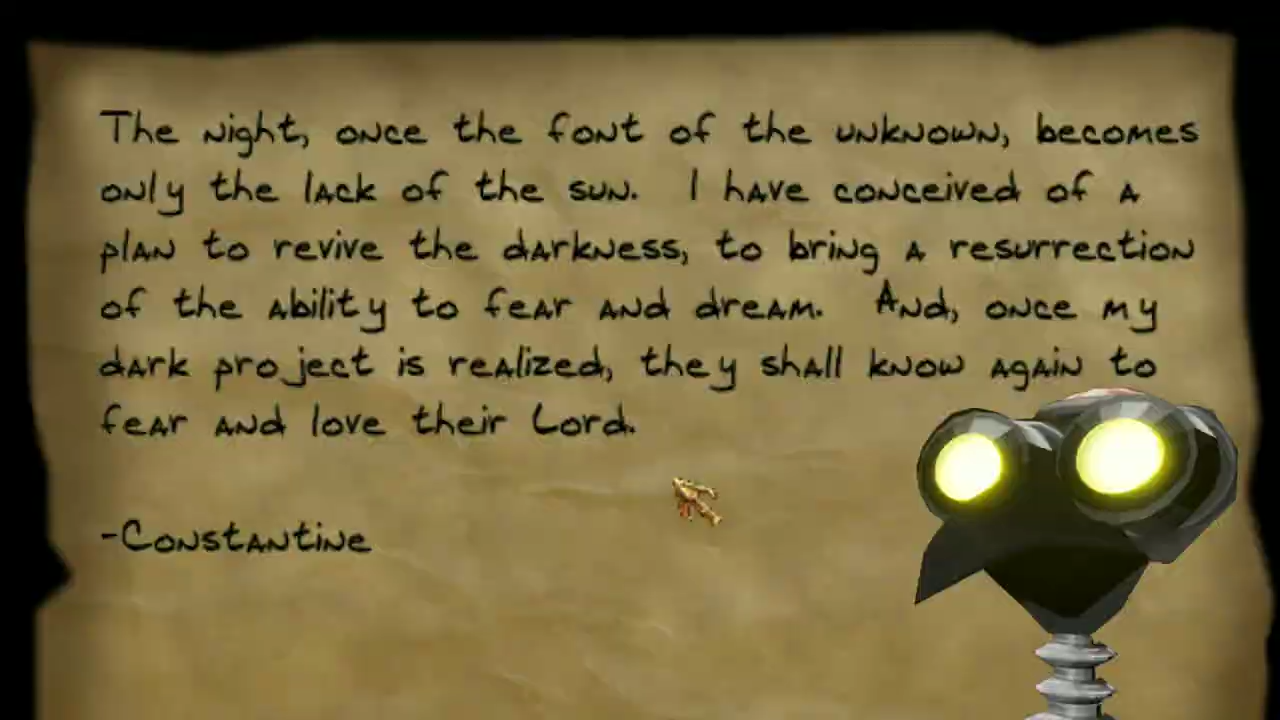 The night, once the font of the unknown, becomes
only the lack of the sun. I have conceived of a
plan to revive the darkness, to bring a resurrection
of the ability to fear and dream. And, once my
dark project is realized, they shall know again to
fear and love their Lord.
-Constantine